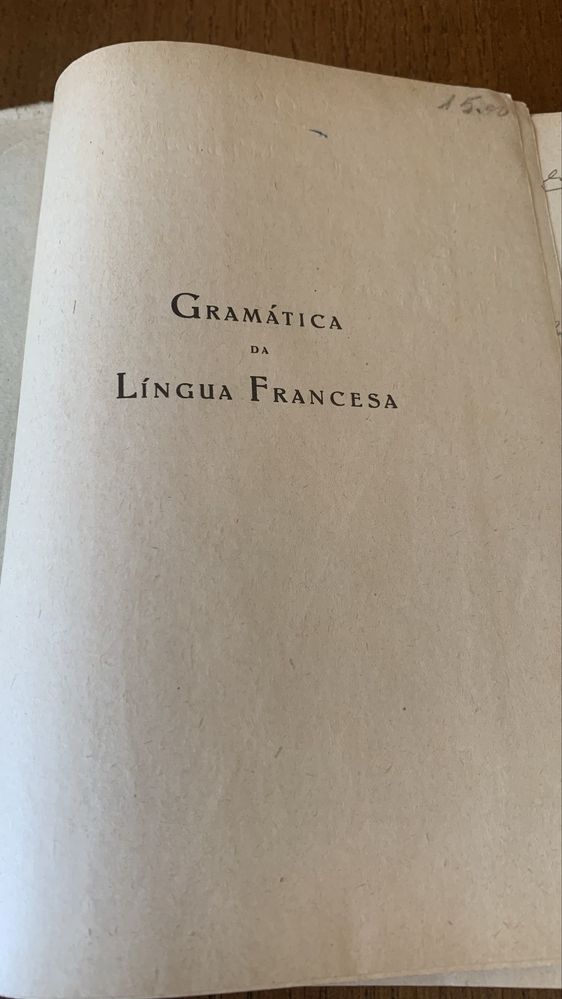 15.00
GRAMÁTICA
DA
LÍNGUA FRANCESA